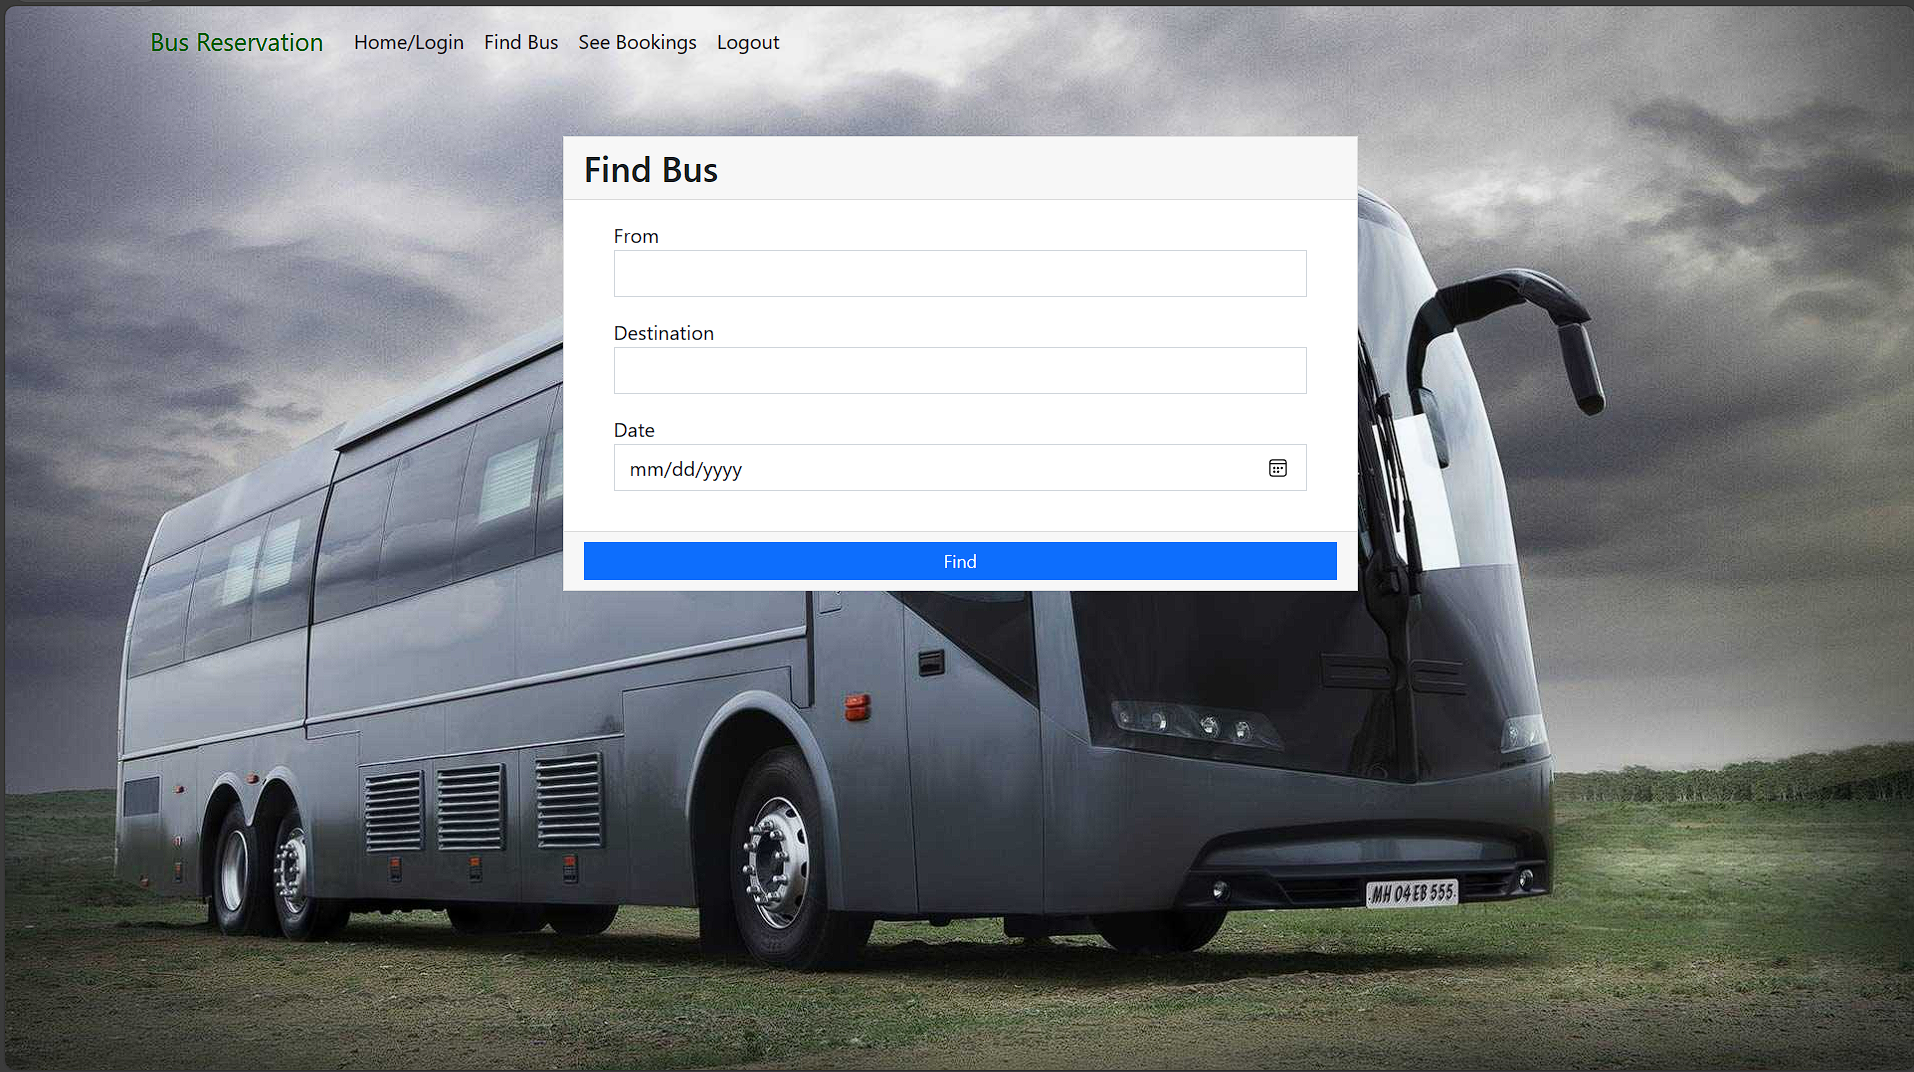 Bus Reservation Home/Login Find Bus See Bookings Logout
Find Bus
From
Destination
Date
mm/dd/yyyy
Find
MH 04 EB 555